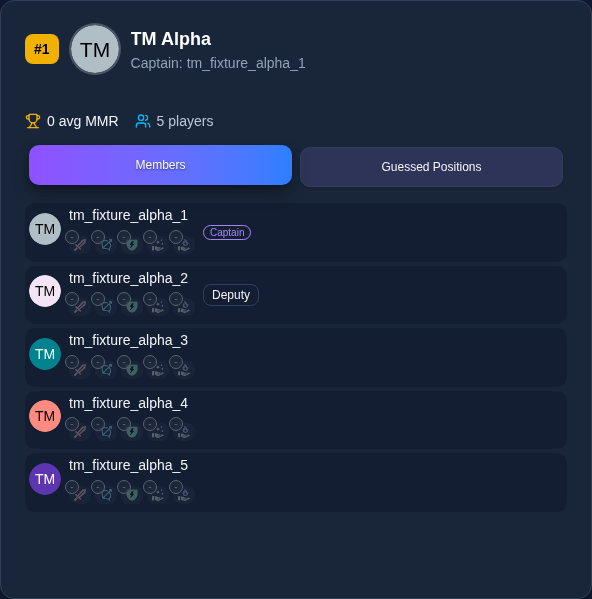 #1
TM
TM Alpha
Captain: tm_fixture_alpha_1
0 avg MMR
5 players
Members
Guessed Positions
TM
tm_fixture_alpha_1
Captain
- - - - -
TM
tm_fixture_alpha_2
Deputy
- - - - -
TM
tm_fixture_alpha_3
- - - - -
TM
tm_fixture_alpha_4
- - - - -
TM
tm_fixture_alpha_5
- - - - -